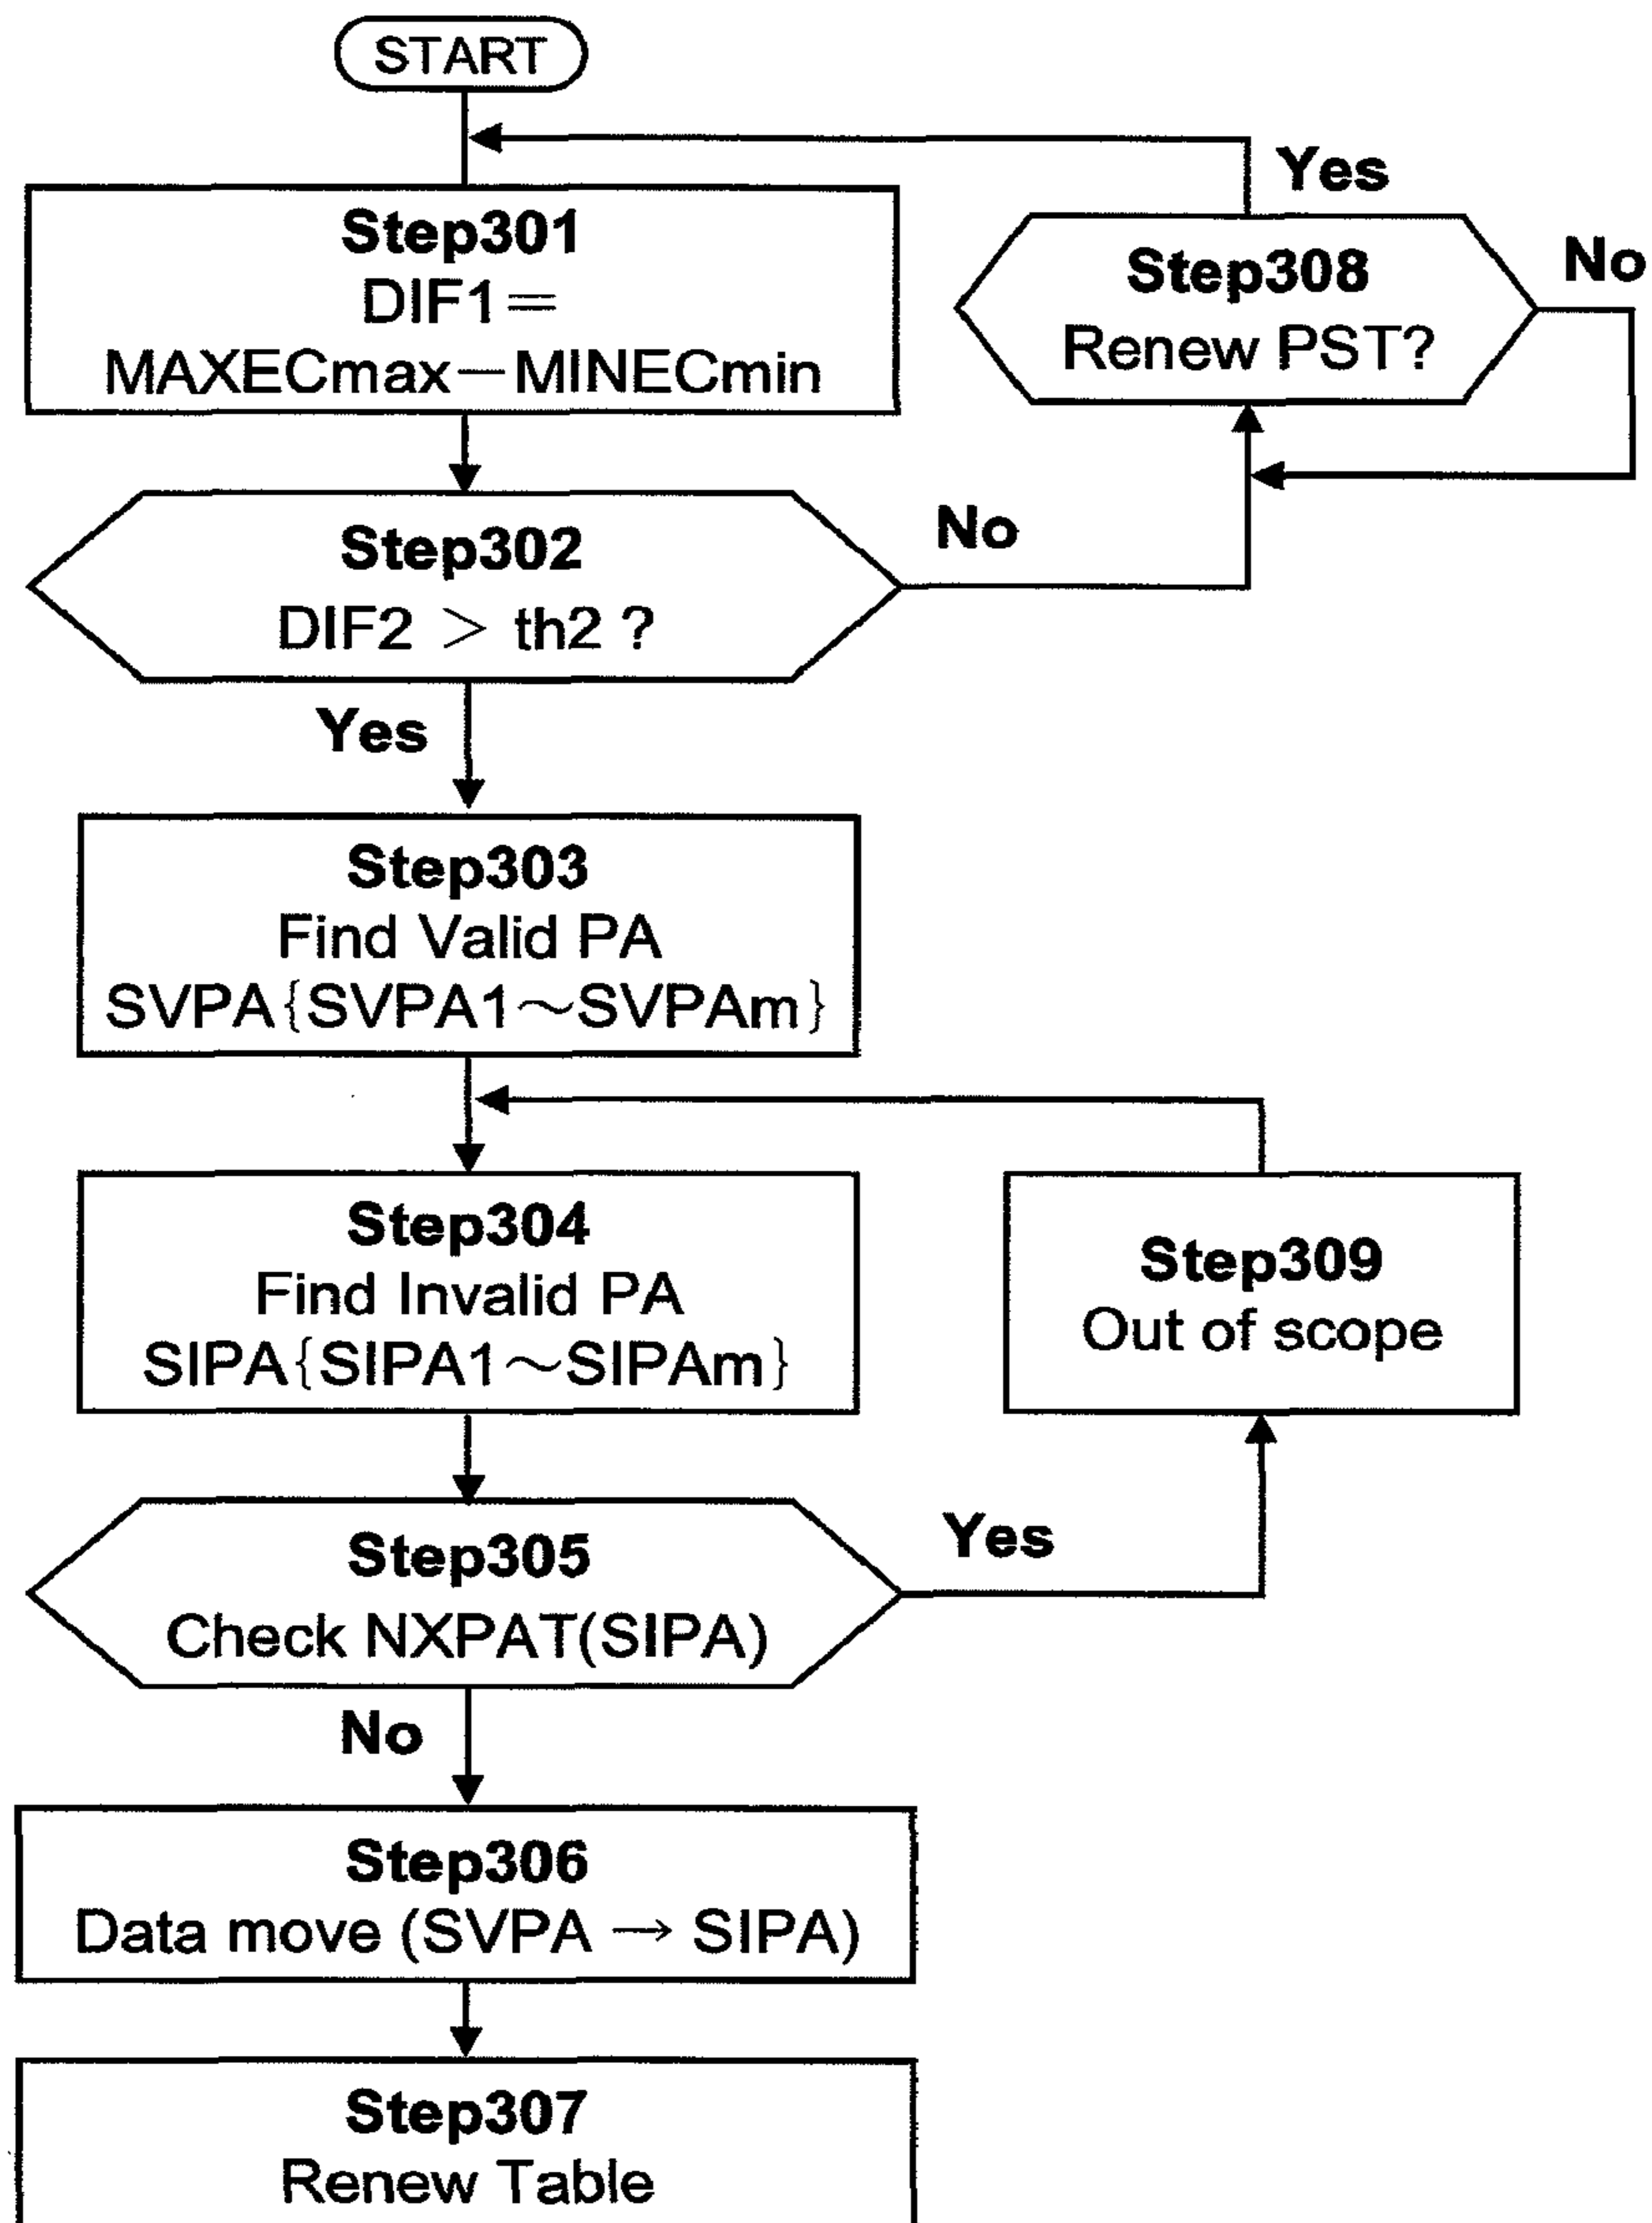 START
Yes
Step301
DIF1=
MAXECmax−MINECmin
Step308
Renew PST?
No
Step302
DIF2 > th2 ?
No
Yes
Step303
Find Valid PA
SVPA{SVPA1~SVPAm}
Step304
Find Invalid PA
SIPA{SIPA1~SIPAm}
Step309
Out of scope
Step305
Check NXPAT(SIPA)
Yes
No
Step306
Data move (SVPA → SIPA)
Step307
Renew Table